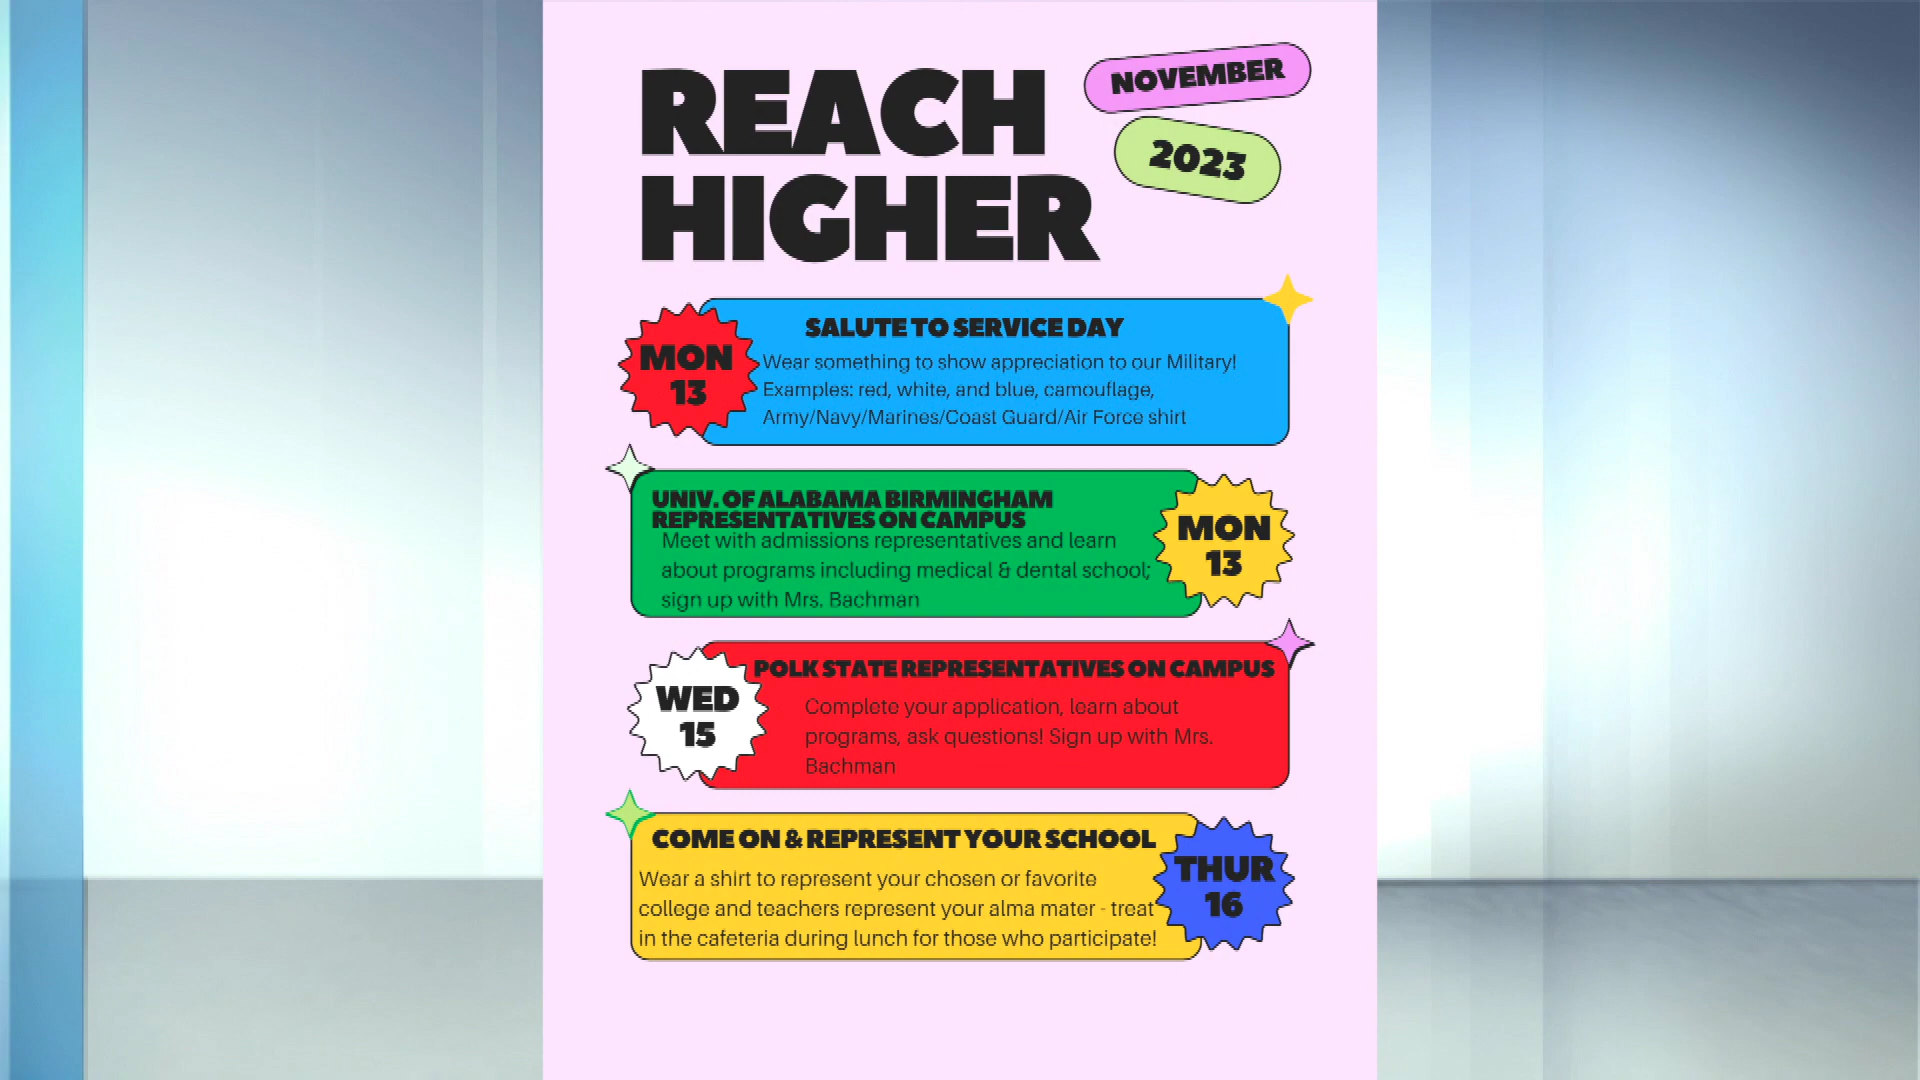 REACH
HIGHER
NOVEMBER
2023
MON
13
SALUTE TO SERVICE DAY
Wear something to show appreciation to our Military!
Examples: red, white, and blue, camouflage,
Army/Navy/Marines/Coast Guard/Air Force shirt
UNIV. OF ALABAMA BIRMINGHAM
REPRESENTATIVES ON CAMPUS
Meet with admissions representatives and learn
about programs including medical & dental school;
sign up with Mrs. Bachman
MON
13
WED
15
POLK STATE REPRESENTATIVES ON CAMPUS
Complete your application, learn about
programs, ask questions! Sign up with Mrs.
Bachman
COME ON & REPRESENT YOUR SCHOOL
Wear a shirt to represent your chosen or favorite
college and teachers represent your alma mater - treat
in the cafeteria during lunch for those who participate!
THUR
16